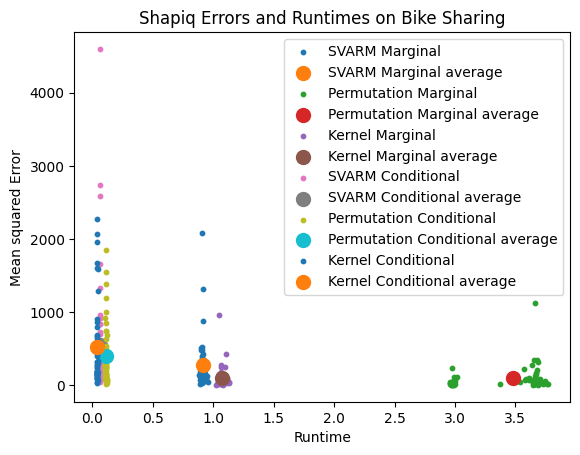 Shapiq Errors and Runtimes on Bike Sharing
Mean squared Error
4000
3000
2000
1000
0
SVARM Marginal
SVARM Marginal average
Permutation Marginal
Permutation Marginal average
Kernel Marginal
Kernel Marginal average
SVARM Conditional
SVARM Conditional average
Permutation Conditional
Permutation Conditional average
Kernel Conditional
Kernel Conditional average
0.0 0.5 1.0 1.5 2.0 2.5 3.0 3.5
Runtime